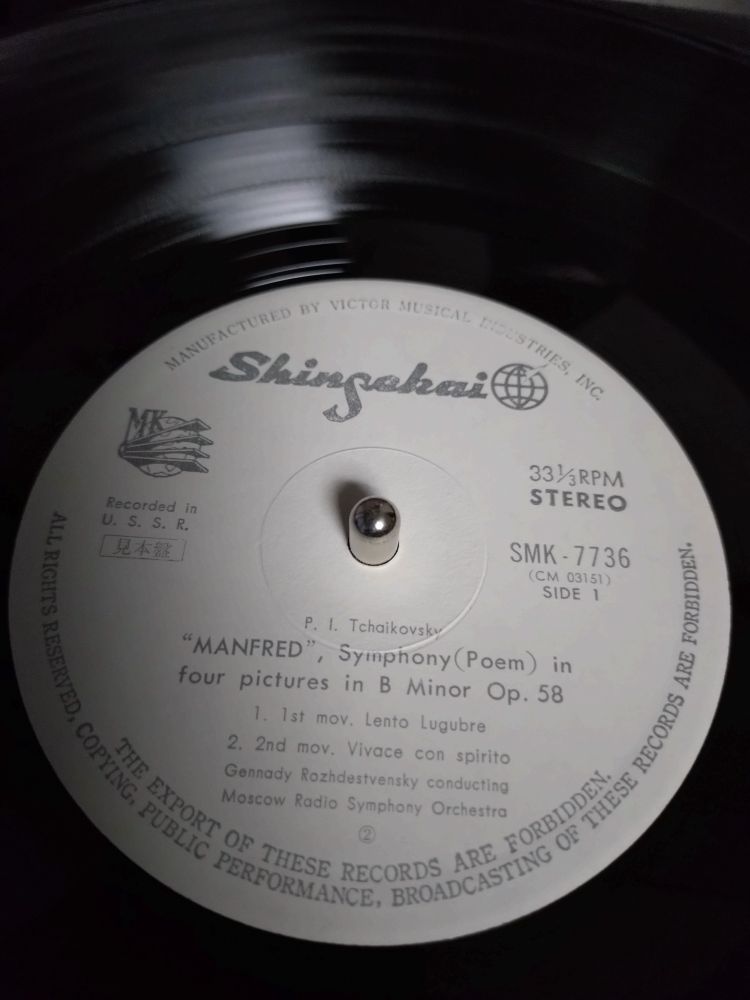 MANUFACTURED BY VICTOR MUSICAL INDUSTRIES, INC.
Shinsekai
MK
Recorded in
U. S. S. R.
見本盤
33⅓RPM
STEREO
SMK-7736
(CM 03151)
SIDE 1
P. I. Tchaikovsky
“MANFRED”, Symphony(Poem) in
four pictures in B Minor Op. 58
1. 1st mov. Lento Lugubre
2. 2nd mov. Vivace con spirito
Gennady Rozhdestvensky conducting
Moscow Radio Symphony Orchestra
②
THE EXPORT OF THESE RECORDS ARE FORBIDDEN.
ALL RIGHTS RESERVED, COPYING, PUBLIC PERFORMANCE, BROADCASTING OF THESE RECORDS ARE FORBIDDEN.